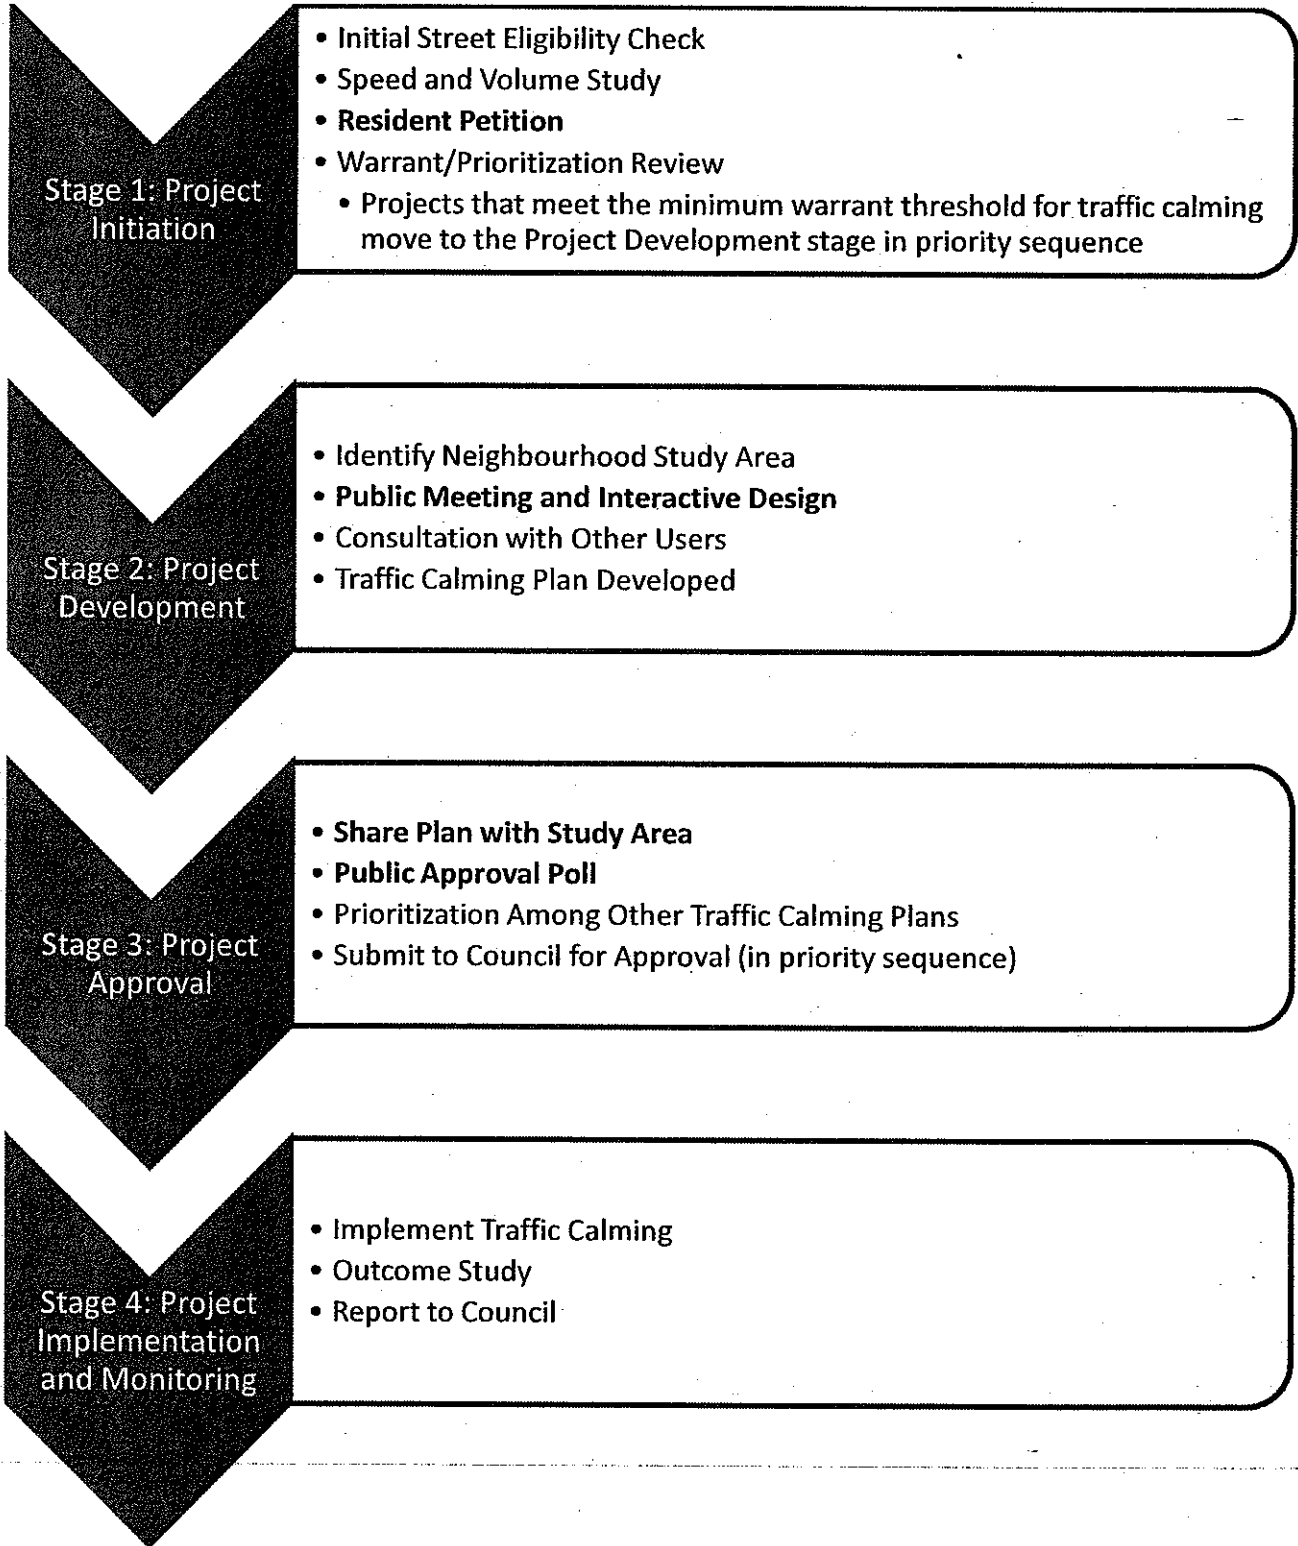 Stage 1: Project
Initiation
• Initial Street Eligibility Check
• Speed and Volume Study
• Resident Petition
• Warrant/Prioritization Review
• Projects that meet the minimum warrant threshold for traffic calming
move to the Project Development stage in priority sequence
Stage 2: Project
Development
• Identify Neighbourhood Study Area
• Public Meeting and Interactive Design
• Consultation with Other Users
• Traffic Calming Plan Developed
Stage 3: Project
Approval
• Share Plan with Study Area
• Public Approval Poll
• Prioritization Among Other Traffic Calming Plans
• Submit to Council for Approval (in priority sequence)
Stage 4: Project
Implementation
and Monitoring
• Implement Traffic Calming
• Outcome Study
• Report to Council